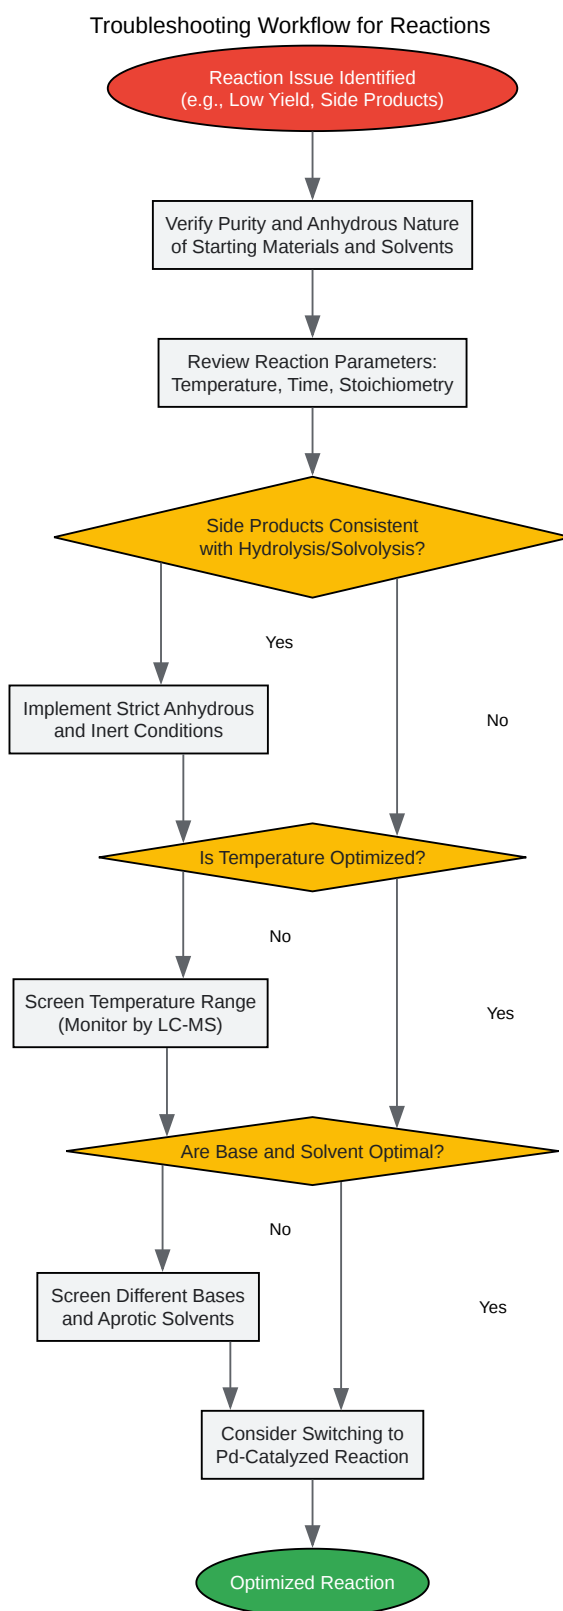 Troubleshooting Workflow for Reactions
Reaction Issue Identified
(e.g., Low Yield, Side Products)
Verify Purity and Anhydrous Nature
of Starting Materials and Solvents
Review Reaction Parameters:
Temperature, Time, Stoichiometry
Side Products Consistent
with Hydrolysis/Solvolysis?
Yes
Implement Strict Anhydrous
and Inert Conditions
No
Is Temperature Optimized?
No
Screen Temperature Range
(Monitor by LC-MS)
Yes
Are Base and Solvent Optimal?
No
Screen Different Bases
and Aprotic Solvents
Yes
Consider Switching to
Pd-Catalyzed Reaction
Optimized Reaction